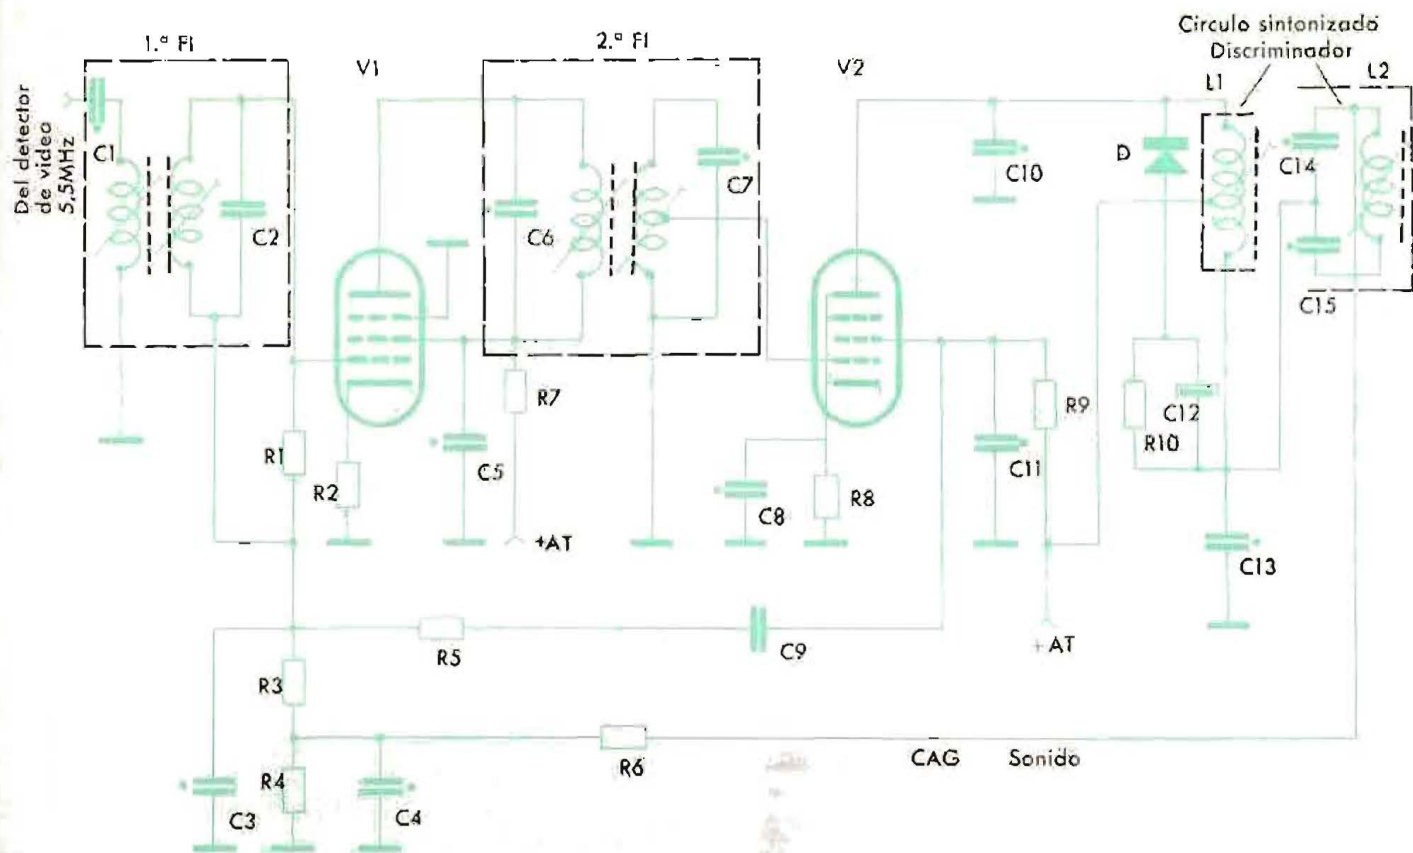 Circulo sintonizado
Discriminador
1.ª FI
V1
2.ª FI
V2
L1
L2
Del detector
de video
5,5MHz
C1
C2
C6
C7
C10
D
C14
C15
R7
R9
C12
R10
R1
R2
C5
C8
R8
C11
C13
+AT
R5
C9
+AT
R3
R6
CAG Sonido
R4
C3
C4